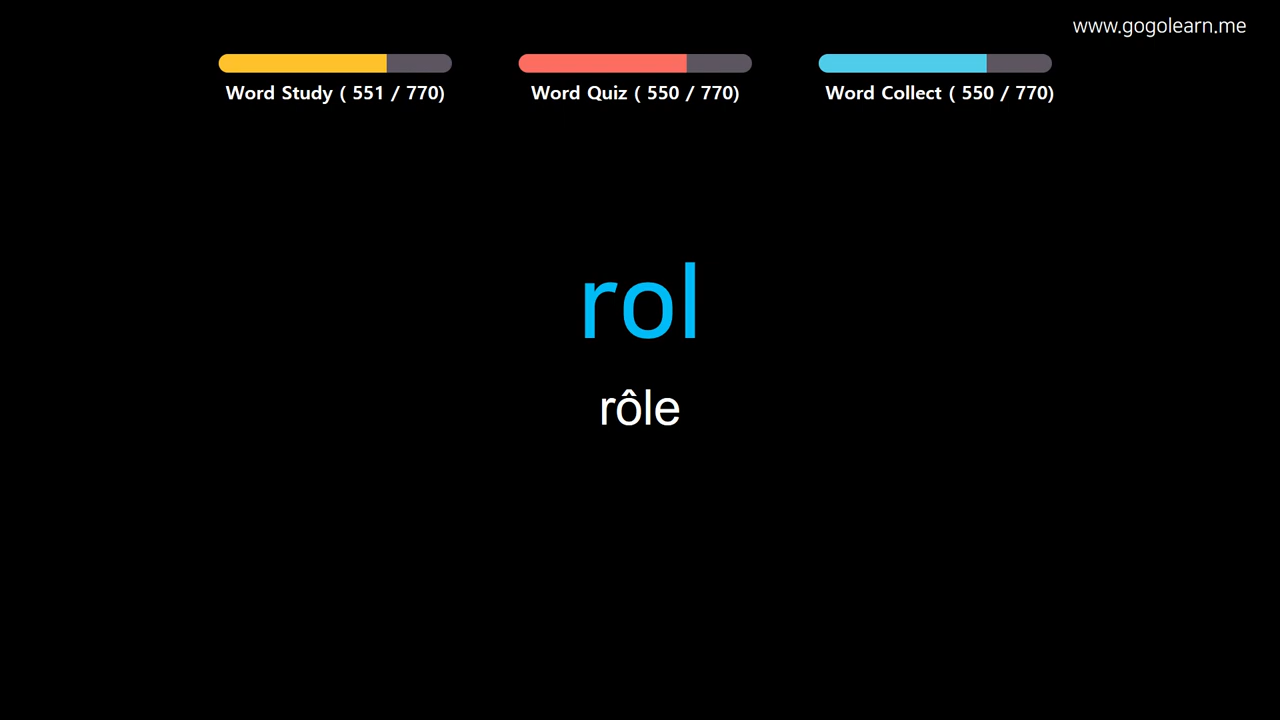 www.gogolearn.me
Word Study ( 551 / 770)
Word Quiz ( 550 / 770)
Word Collect ( 550 / 770)
rol
rôle